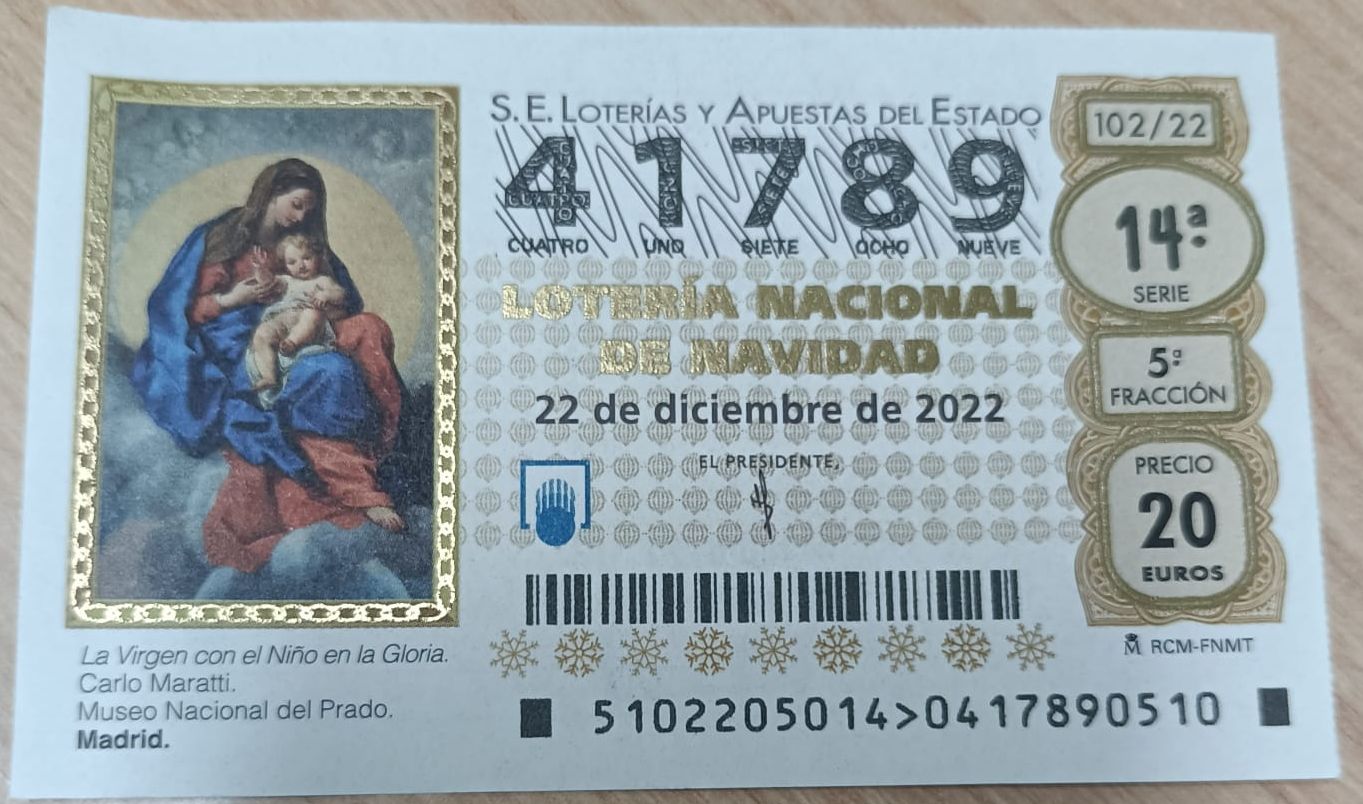 S.E. LOTERÍAS Y APUESTAS DEL ESTADO
41789
CUATRO UNO SIETE OCHO NUEVE
LOTERÍA NACIONAL
DE NAVIDAD
22 de diciembre de 2022
EL PRESIDENTE,
102/22
14ª
SERIE
5ª
FRACCIÓN
PRECIO
20
EUROS
RCM-FNMT
La Virgen con el Niño en la Gloria.
Carlo Maratti.
Museo Nacional del Prado.
Madrid.
5102205014>0417890510